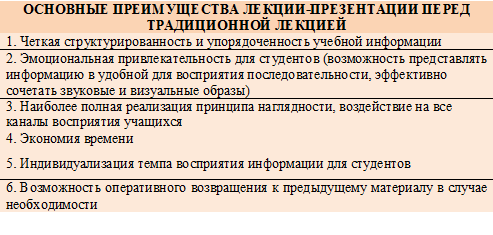 ОСНОВНЫЕ ПРЕИМУЩЕСТВА ЛЕКЦИИ-ПРЕЗЕНТАЦИИ ПЕРЕД
ТРАДИЦИОННОЙ ЛЕКЦИЕЙ
1. Четкая структурированность и упорядоченность учебной информации
2. Эмоциональная привлекательность для студентов (возможность представлять
информацию в удобной для восприятия последовательности, эффективно
сочетать звуковые и визуальные образы)
3. Наиболее полная реализация принципа наглядности, воздействие на все
каналы восприятия учащихся
4. Экономия времени
5. Индивидуализация темпа восприятия информации для студентов
6. Возможность оперативного возвращения к предыдущему материалу в случае
необходимости